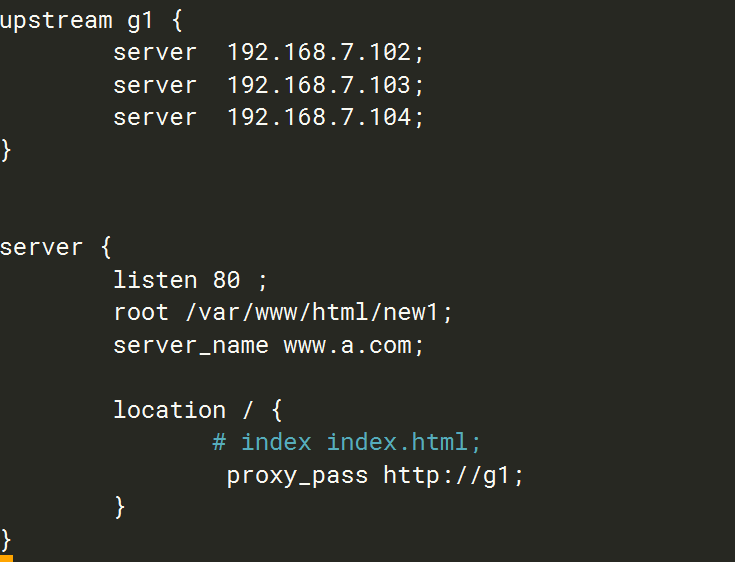 upstream g1 {
server  192.168.7.102;
server  192.168.7.103;
server  192.168.7.104;
}
server {
listen 80 ;
root /var/www/html/new1;
server_name www.a.com;
location / {
# index index.html;
proxy_pass http://g1;
}
}